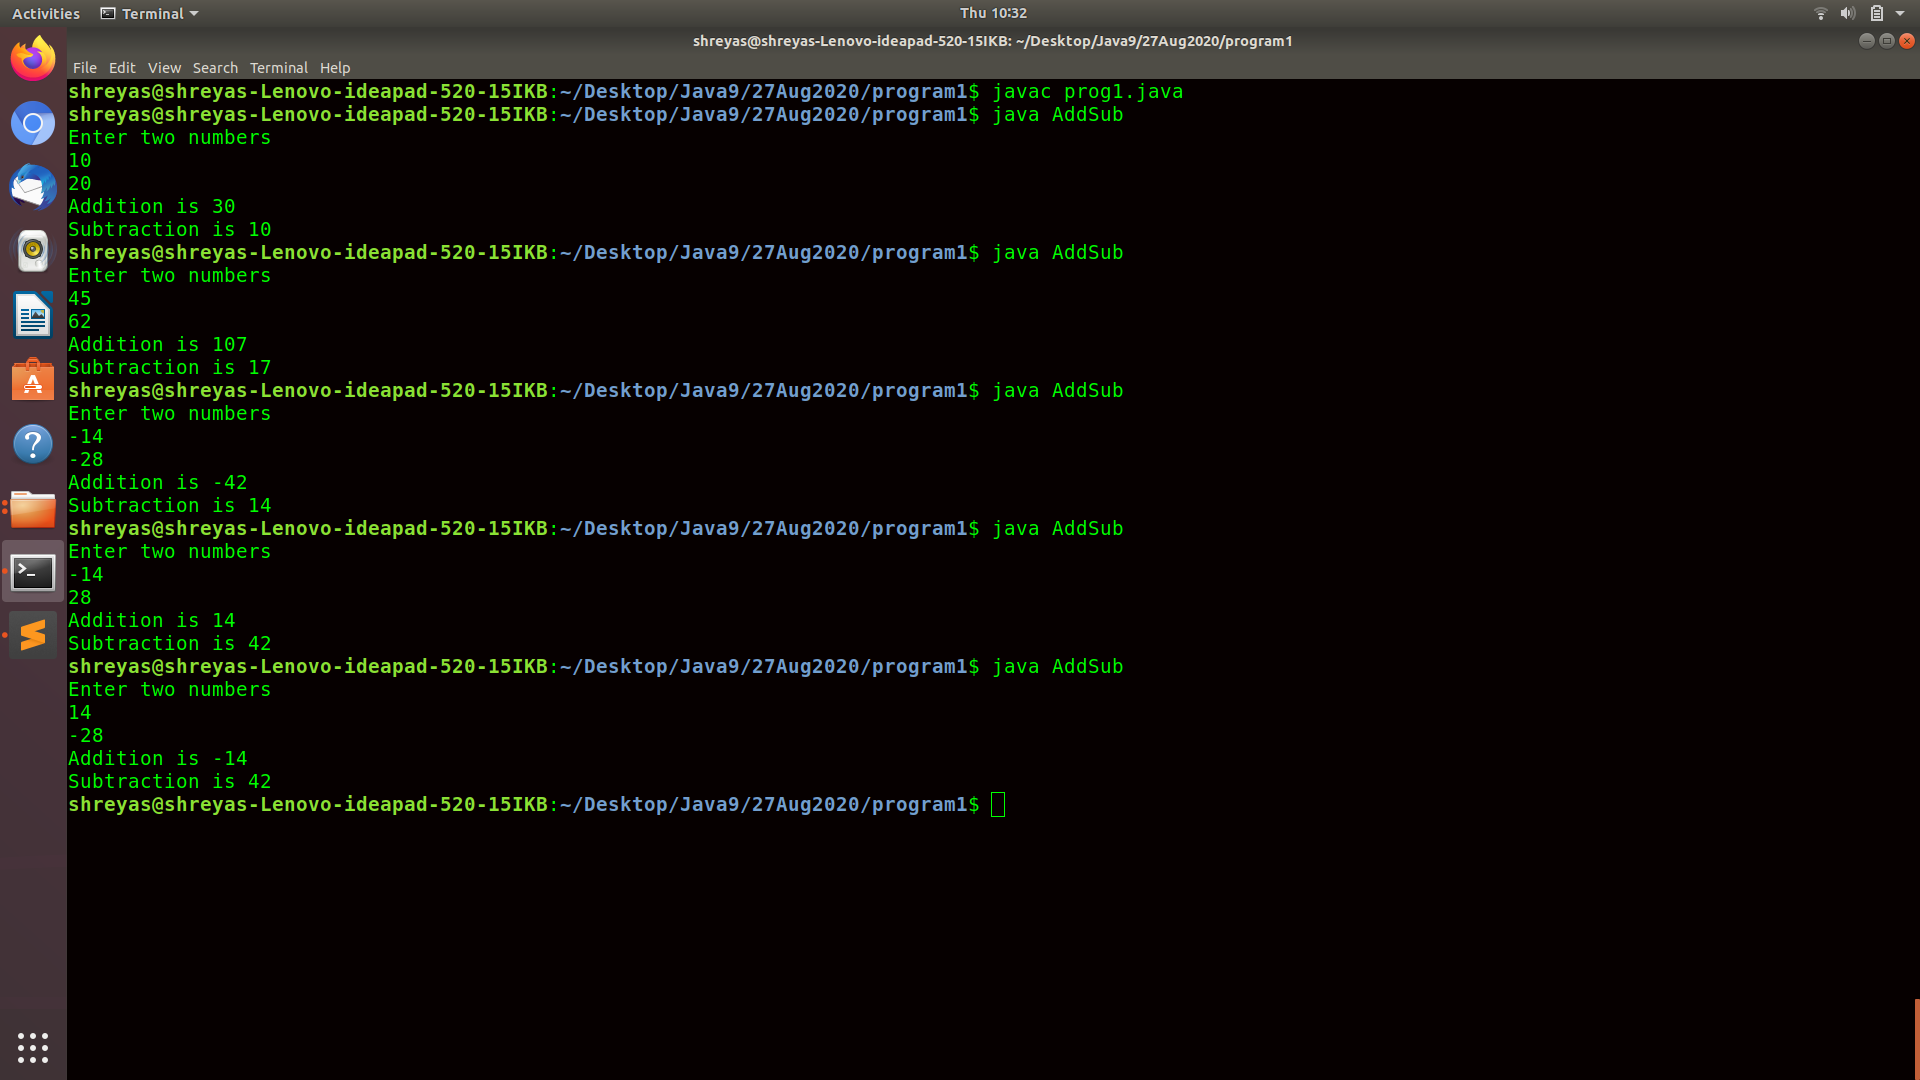 Activities Terminal Thu 10:32
shreyas@shreyas-Lenovo-ideapad-520-15IKB: ~/Desktop/Java9/27Aug2020/program1
File Edit View Search Terminal Help
shreyas@shreyas-Lenovo-ideapad-520-15IKB:~/Desktop/Java9/27Aug2020/program1$ javac prog1.java
shreyas@shreyas-Lenovo-ideapad-520-15IKB:~/Desktop/Java9/27Aug2020/program1$ java AddSub
Enter two numbers
10
20
Addition is 30
Subtraction is 10
shreyas@shreyas-Lenovo-ideapad-520-15IKB:~/Desktop/Java9/27Aug2020/program1$ java AddSub
Enter two numbers
45
62
Addition is 107
Subtraction is 17
shreyas@shreyas-Lenovo-ideapad-520-15IKB:~/Desktop/Java9/27Aug2020/program1$ java AddSub
Enter two numbers
-14
-28
Addition is -42
Subtraction is 14
shreyas@shreyas-Lenovo-ideapad-520-15IKB:~/Desktop/Java9/27Aug2020/program1$ java AddSub
Enter two numbers
-14
28
Addition is 14
Subtraction is 42
shreyas@shreyas-Lenovo-ideapad-520-15IKB:~/Desktop/Java9/27Aug2020/program1$ java AddSub
Enter two numbers
14
-28
Addition is -14
Subtraction is 42
shreyas@shreyas-Lenovo-ideapad-520-15IKB:~/Desktop/Java9/27Aug2020/program1$